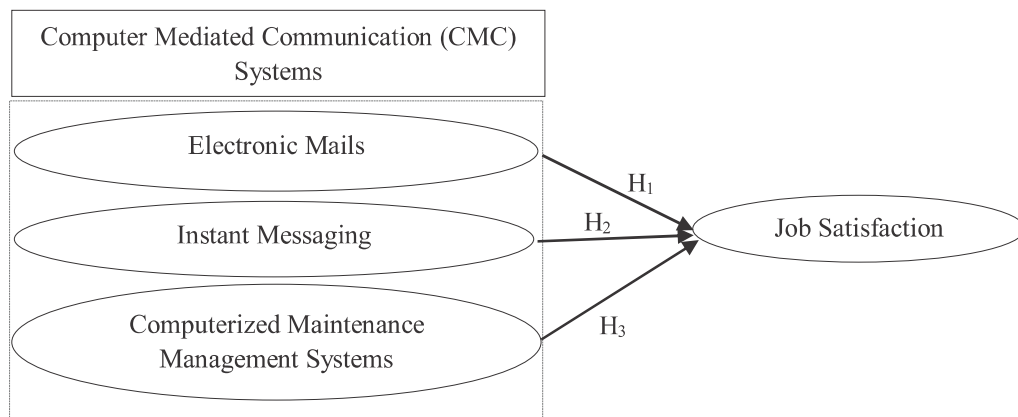 Computer Mediated Communication (CMC)
Systems
Electronic Mails
H₁
Instant Messaging
H₂
Job Satisfaction
Computerized Maintenance
Management Systems
H₃